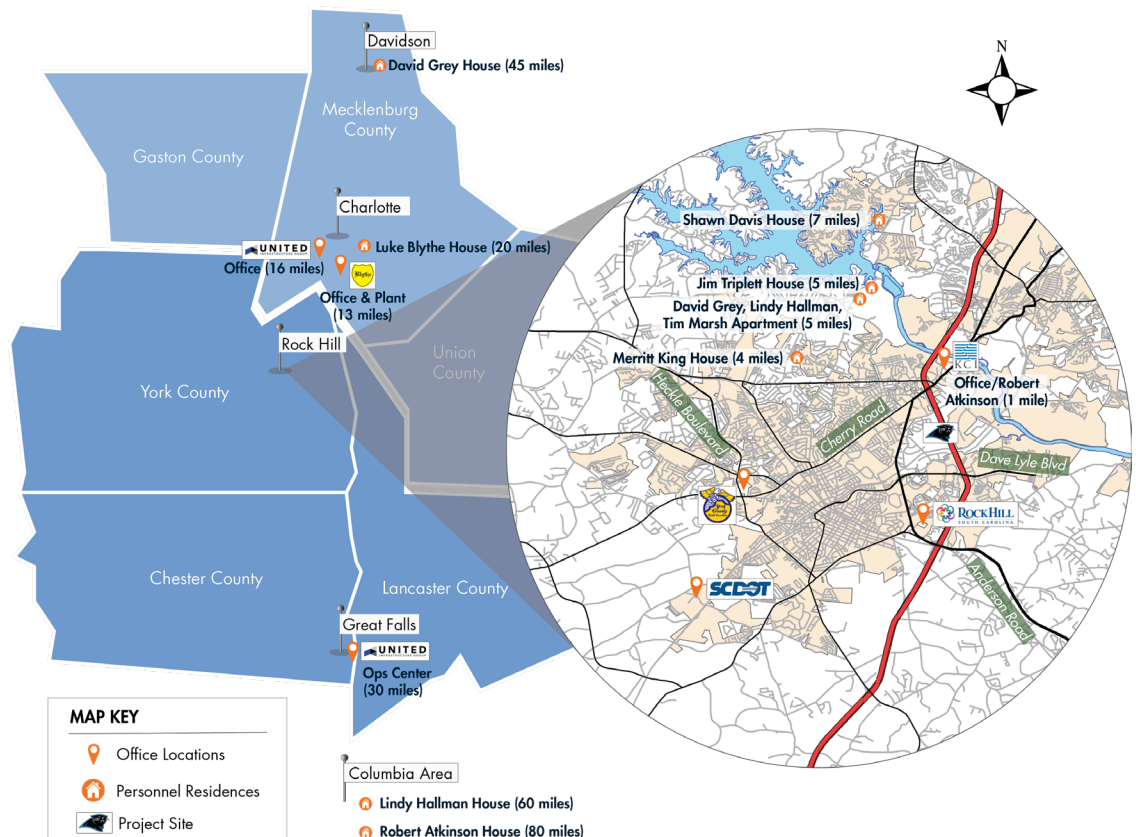 Davidson
David Grey House (45 miles)
Mecklenburg
County
Gaston County
Charlotte
UNITED
INFRASTRUCTURE GROUP
Office (16 miles)
Luke Blythe House (20 miles)
Blythe
Office & Plant
(13 miles)
Rock Hill
Union
County
York County
Chester County
Lancaster County
Great Falls
UNITED
INFRASTRUCTURE GROUP
Ops Center
(30 miles)
MAP KEY
Office Locations
Personnel Residences
Project Site
Columbia Area
Lindy Hallman House (60 miles)
Robert Atkinson House (80 miles)
N
Shawn Davis House (7 miles)
Jim Triplett House (5 miles)
David Grey, Lindy Hallman,
Tim Marsh Apartment (5 miles)
Merritt King House (4 miles)
KCI
Office/Robert
Atkinson (1 mile)
Heckle Boulevard
Cherry Road
Dave Lyle Blvd
ROCK HILL
SOUTH CAROLINA
SCDOT
Anderson Road